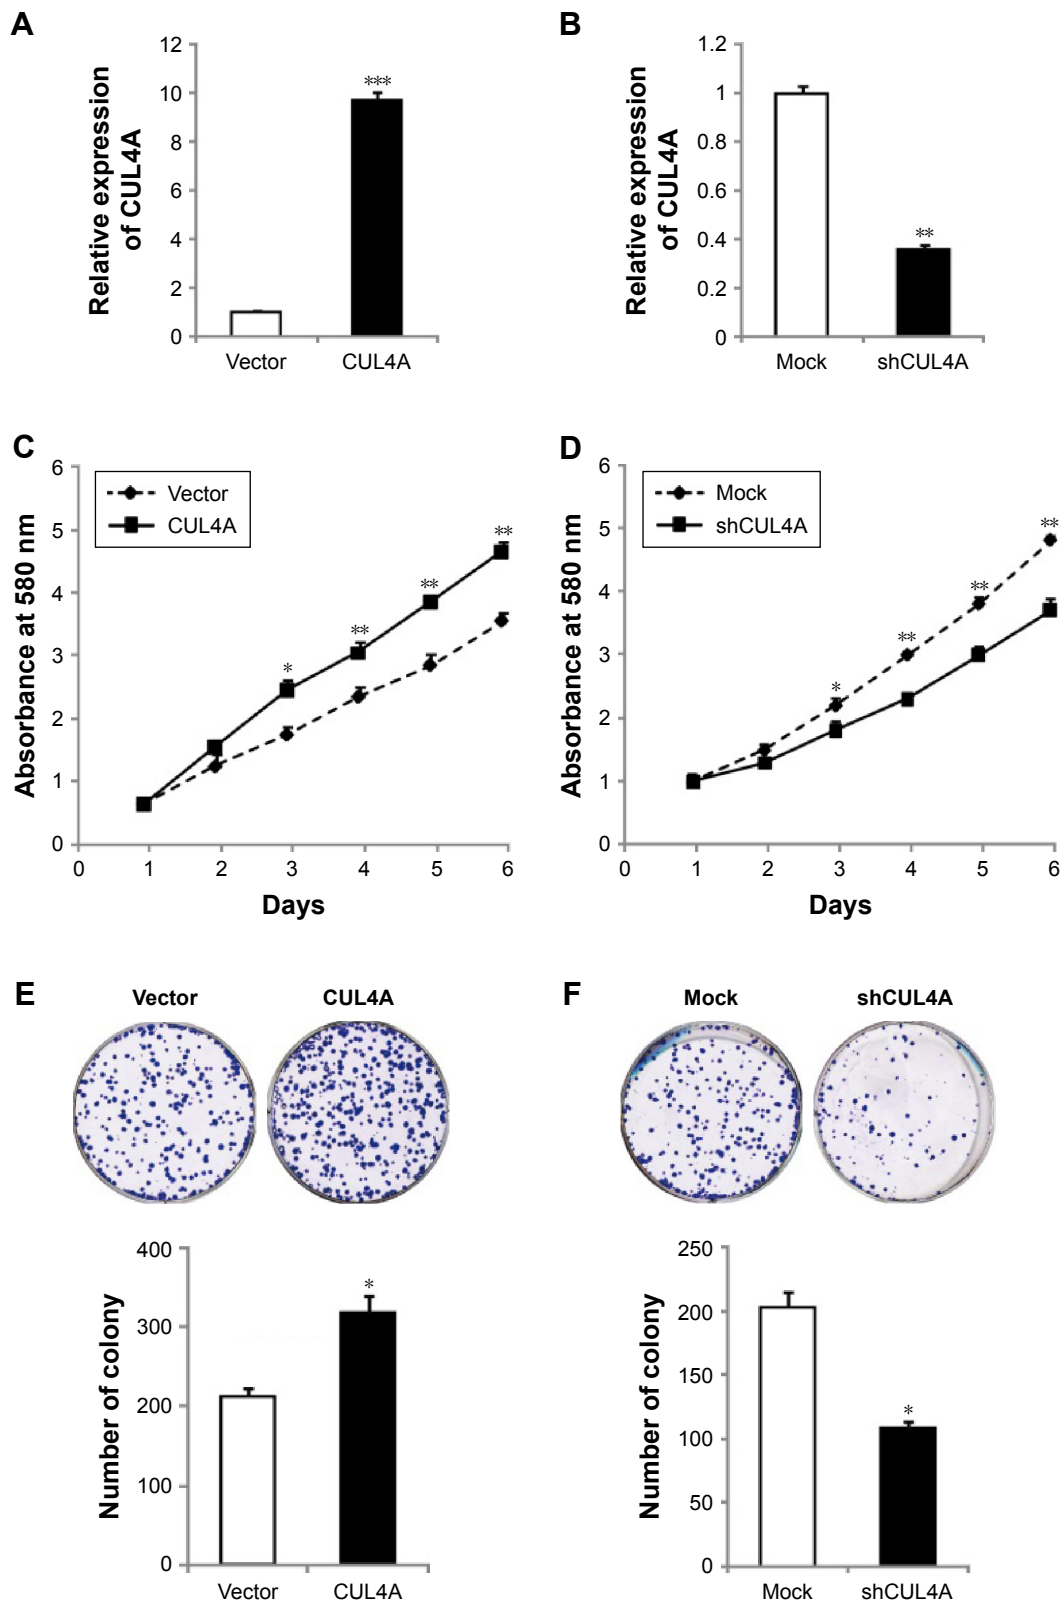 A
Relative expression
of CUL4A
12
10
8
6
4
2
0
***
Vector
CUL4A
B
Relative expression
of CUL4A
1.2
1
0.8
0.6
0.4
0.2
0
**
Mock
shCUL4A
C
Absorbance at 580 nm
6
5
4
3
2
1
0
Vector
CUL4A
*
**
**
**
0 1 2 3 4 5 6
Days
D
Absorbance at 580 nm
6
5
4
3
2
1
0
Mock
shCUL4A
*
**
**
**
0 1 2 3 4 5 6
Days
E
Vector CUL4A
Number of colony
400
300
200
100
0
*
Vector
CUL4A
F
Mock shCUL4A
Number of colony
250
200
150
100
50
0
*
Mock
shCUL4A